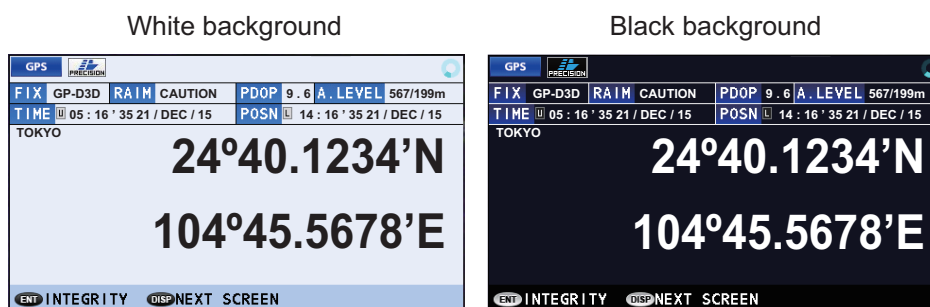 White background
GPS PRECISION
FIX GP-D3D RAIM CAUTION PDOP 9.6 A.LEVEL 567/199m
TIME U 05 : 16 ' 35 21 / DEC / 15 POSN L 14 : 16 ' 35 21 / DEC / 15
TOKYO
24º40.1234’N
104º45.5678’E
ENT INTEGRITY DISP NEXT SCREEN
Black background
GPS PRECISION
FIX GP-D3D RAIM CAUTION PDOP 9.6 A.LEVEL 567/199m
TIME U 05 : 16 ' 35 21 / DEC / 15 POSN L 14 : 16 ' 35 21 / DEC / 15
TOKYO
24º40.1234’N
104º45.5678’E
ENT INTEGRITY DISP NEXT SCREEN